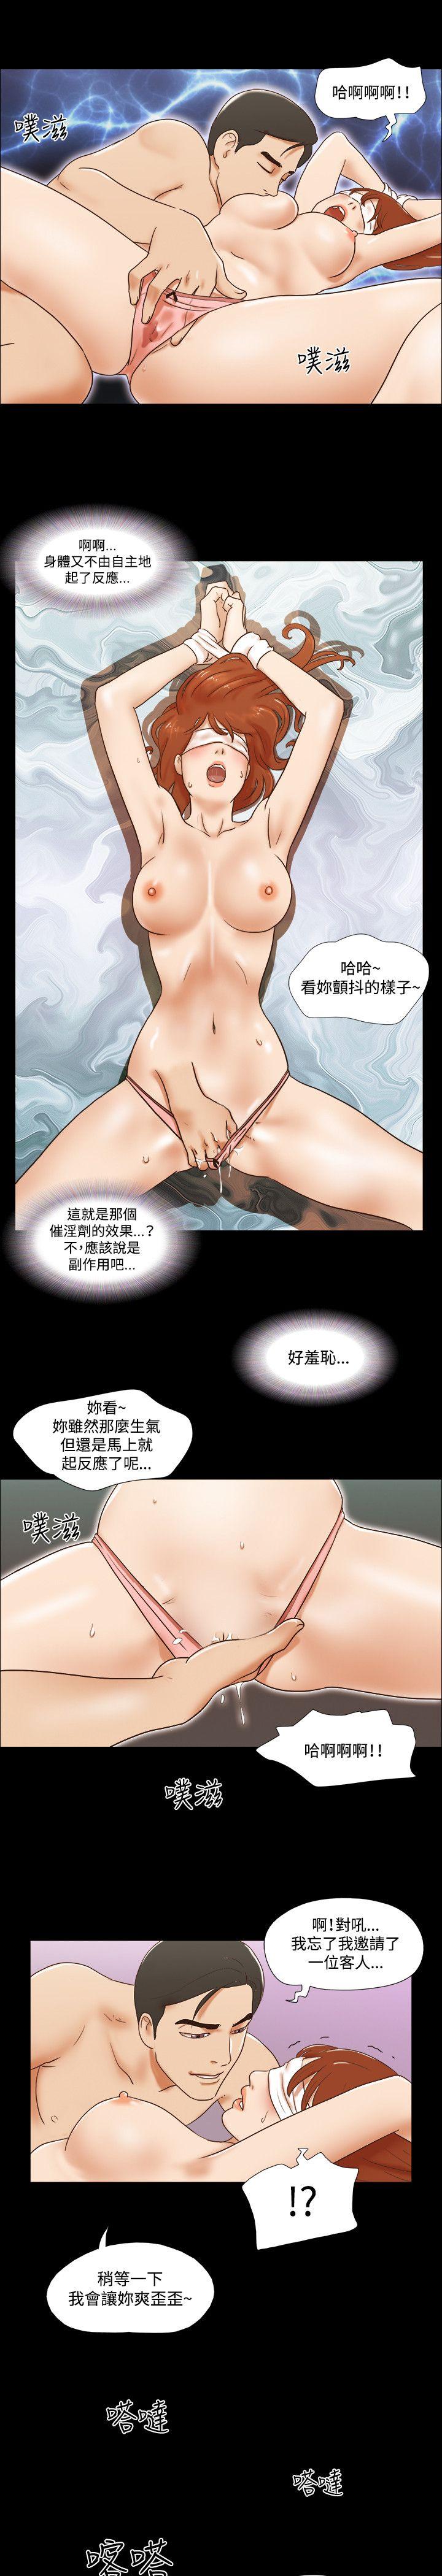 哈啊啊啊!!
噗滋
噗滋
啊啊...
身體又不由自主地
起了反應...
哈哈~
看妳顫抖的樣子~
這就是那個
催淫劑的效果...?
不,應該說是
副作用吧...
好羞恥...
妳看~
妳雖然那麼生氣
但還是馬上就
起反應了呢...
噗滋
哈啊啊啊!!
噗滋
啊!對吼...
我忘了我邀請了
一位客人...
!?
稍等一下
我會讓妳爽歪歪~
嗒噠
嗒噠
喀嗒